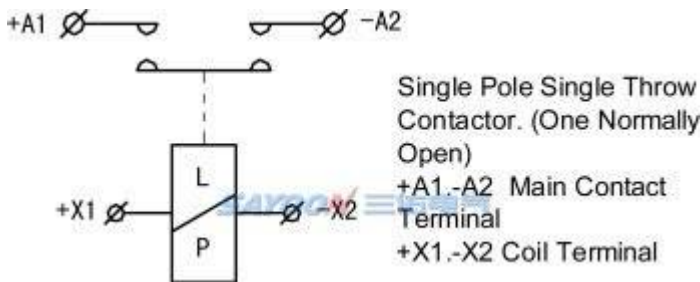 +A1
-A2
Single Pole Single Throw
Contactor. (One Normally
Open)
+A1.-A2 Main Contact
Terminal
+X1.-X2 Coil Terminal
L
P
+X1
-X2